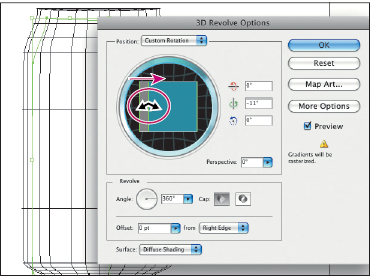 3D Revolve Options
Position: Custom Rotation
OK
Reset
Map Art...
More Options
Preview
Gradients will be
rasterized.
0°
-11°
0°
Perspective: 0°
Revolve
Angle: 360° Cap:
Offset: 0 pt from Right Edge
Surface: Diffuse Shading